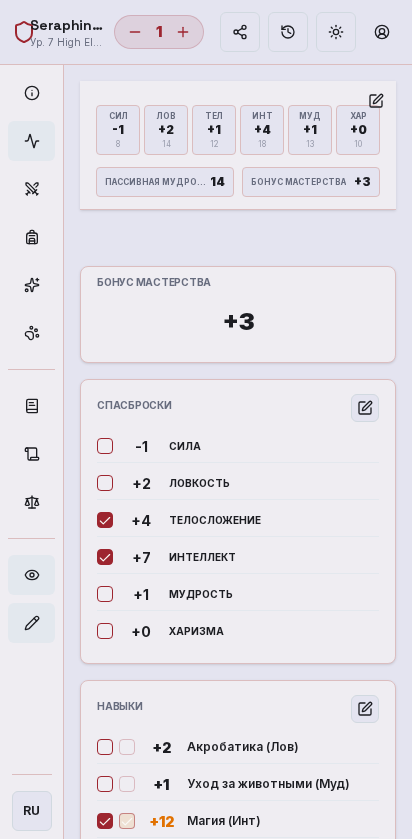 Seraphin...
Ур. 7 High El...
1
СИЛ ЛОВ ТЕЛ ИНТ МУД ХАР
-1 +2 +1 +4 +1 +0
8 14 12 18 13 10
ПАССИВНАЯ МУДРО... 14 БОНУС МАСТЕРСТВА +3
БОНУС МАСТЕРСТВА
+3
СПАСБРОСКИ
-1 СИЛА
+2 ЛОВКОСТЬ
+4 ТЕЛОСЛОЖЕНИЕ
+7 ИНТЕЛЛЕКТ
+1 МУДРОСТЬ
+0 ХАРИЗМА
НАВЫКИ
+2 Акробатика (Лов)
+1 Уход за животными (Муд)
+12 Магия (Инт)
RU